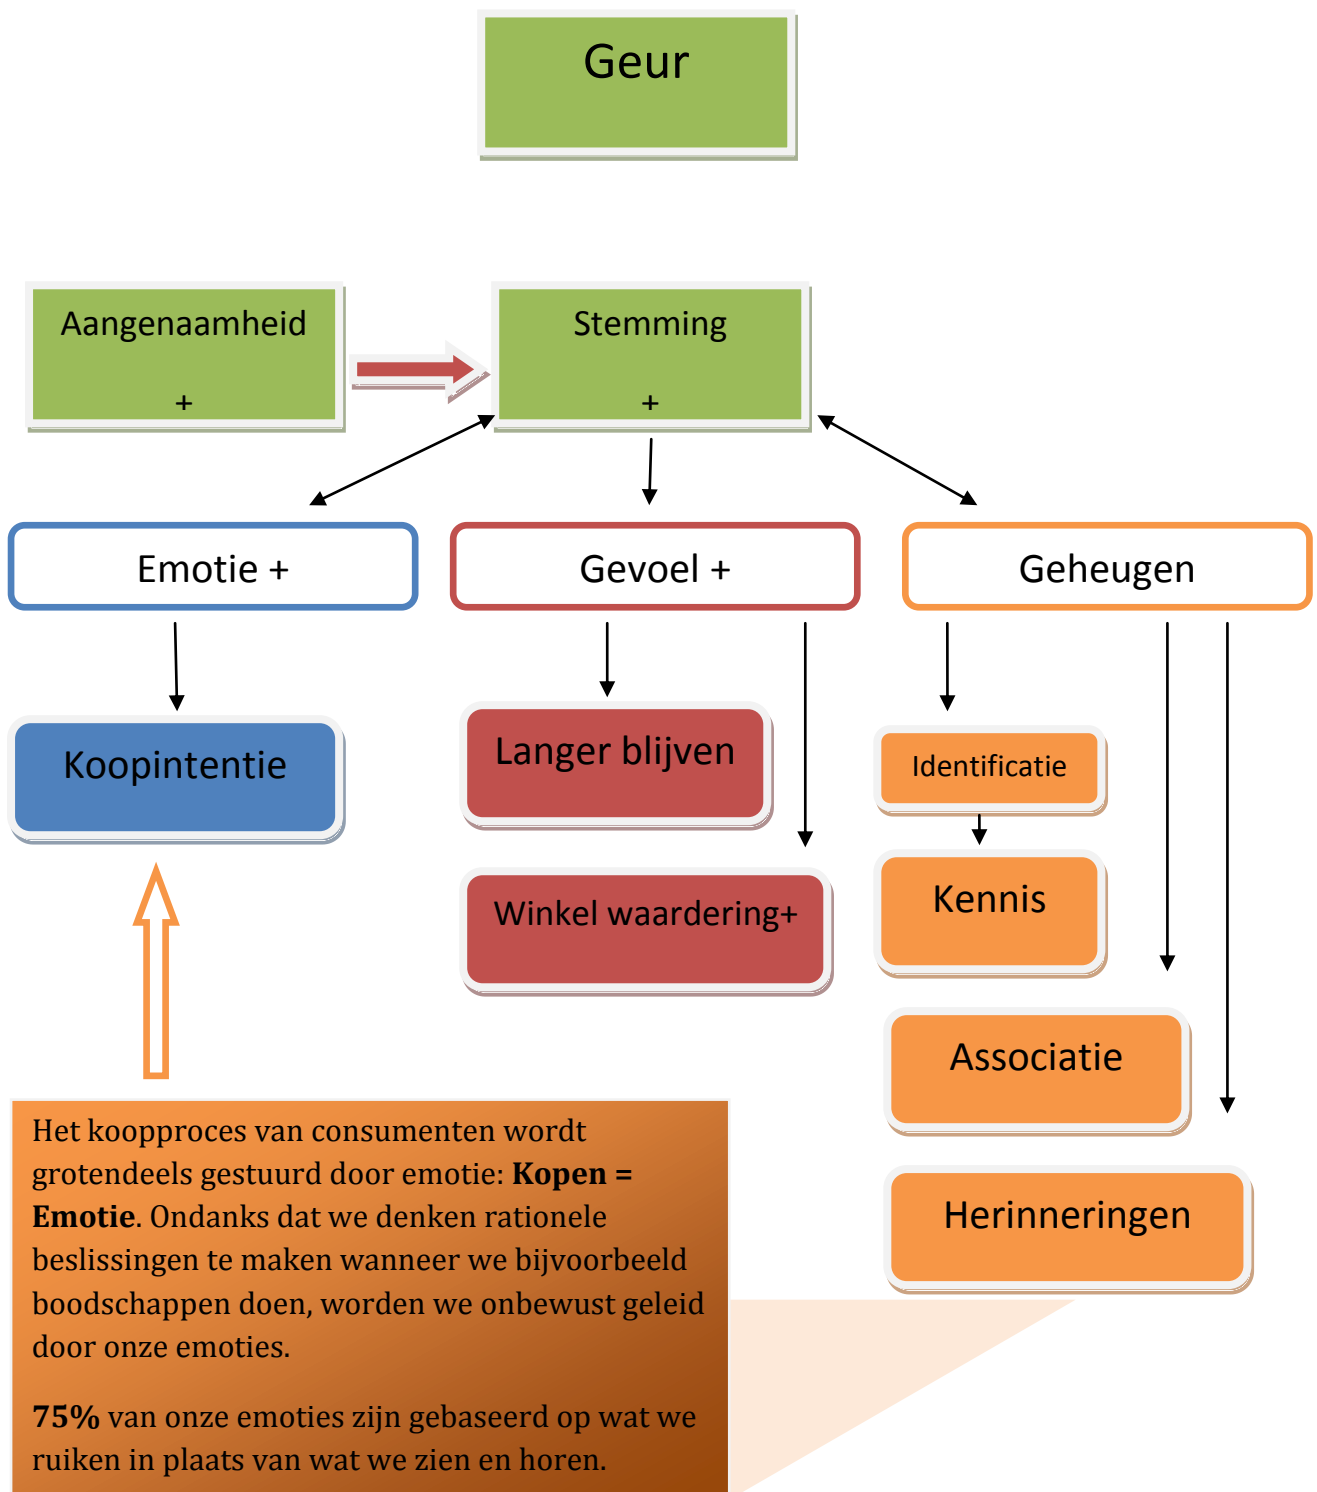 Geur
Aangenaamheid
+
Stemming
+
Emotie +
Gevoel +
Geheugen
Koopintentie
Langer blijven
Winkel waardering+
Identificatie
Kennis
Associatie
Herinneringen
Het koopproces van consumenten wordt
grotendeels gestuurd door emotie: Kopen =
Emotie. Ondanks dat we denken rationele
beslissingen te maken wanneer we bijvoorbeeld
boodschappen doen, worden we onbewust geleid
door onze emoties.
75% van onze emoties zijn gebaseerd op wat we
ruiken in plaats van wat we zien en horen.